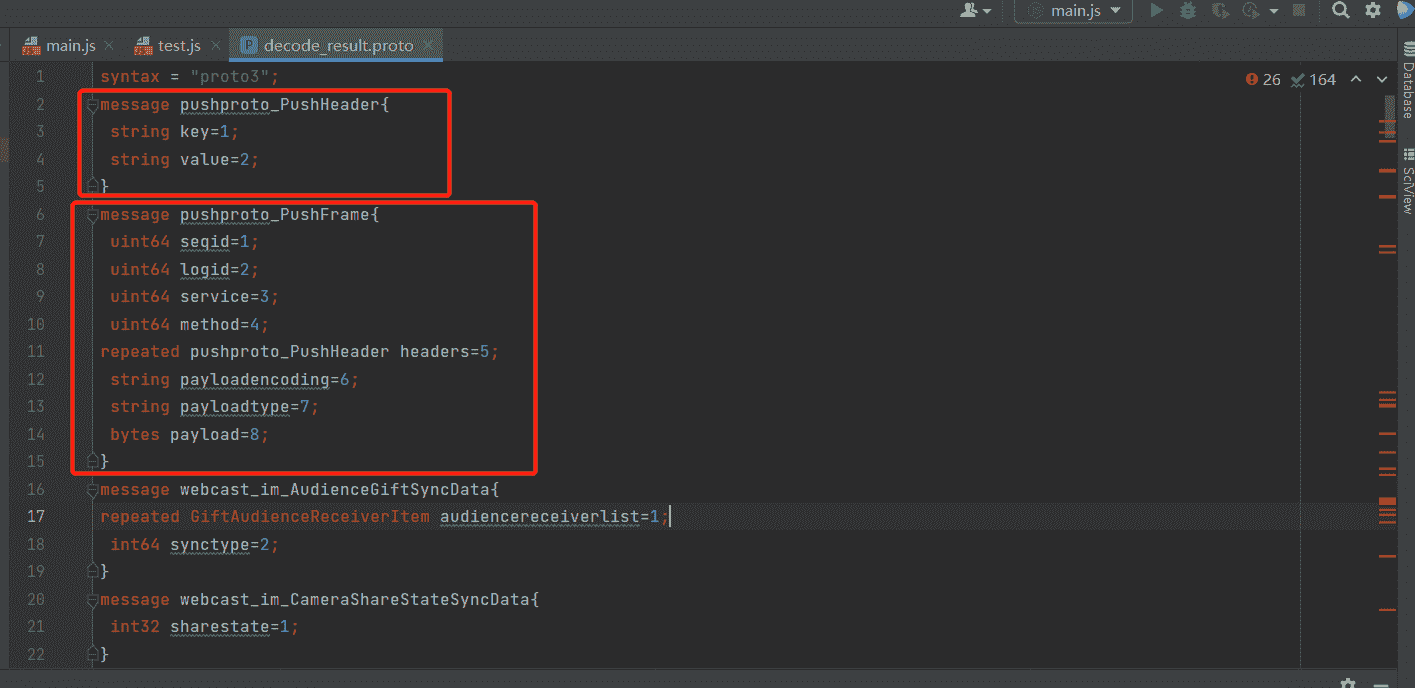 main.js
main.js test.js decode_result.proto
26 164
1 syntax = "proto3";
2 message pushproto_PushHeader{
3 string key=1;
4 string value=2;
5 }
6 message pushproto_PushFrame{
7 uint64 seqid=1;
8 uint64 logid=2;
9 uint64 service=3;
10 uint64 method=4;
11 repeated pushproto_PushHeader headers=5;
12 string payloadencoding=6;
13 string payloadtype=7;
14 bytes payload=8;
15 }
16 message webcast_im_AudienceGiftSyncData{
17 repeated GiftAudienceReceiverItem audiencereceiverlist=1;
18 int64 synctype=2;
19 }
20 message webcast_im_CameraShareStateSyncData{
21 int32 sharestate=1;
22 }
Database
SciView